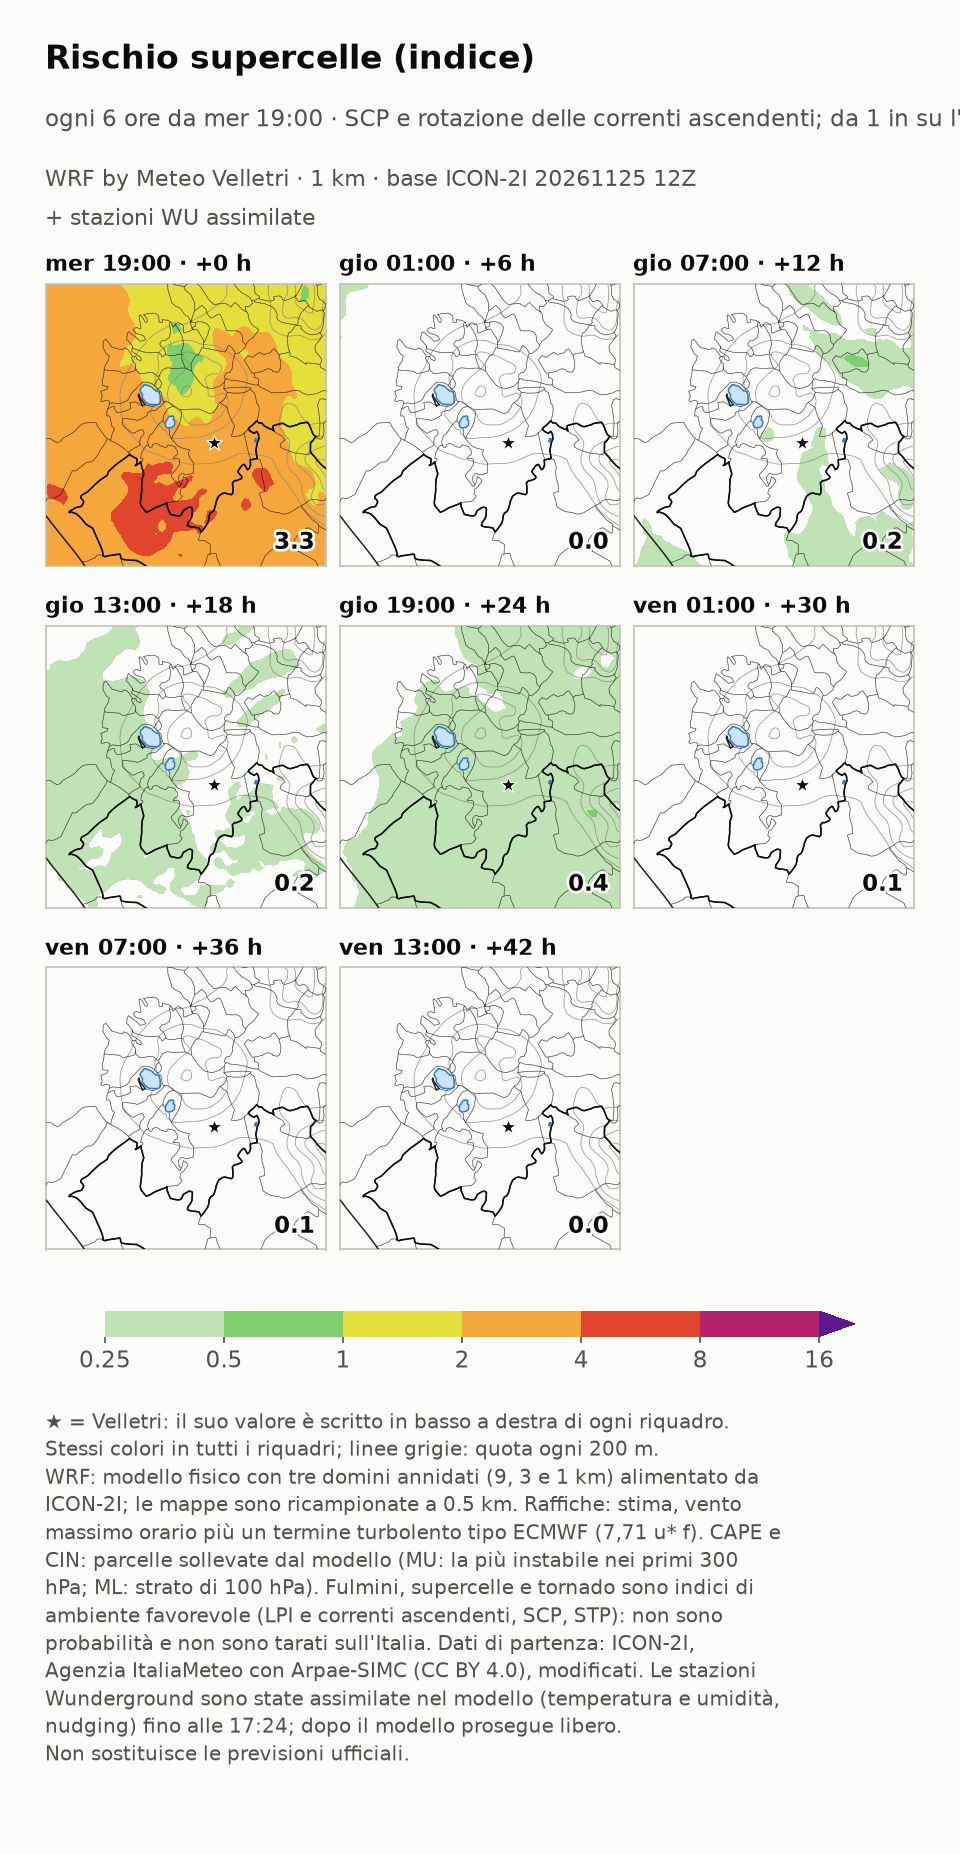 Rischio supercelle (indice)
ogni 6 ore da mer 19:00 · SCP e rotazione delle correnti ascendenti; da 1 in su l'
WRF by Meteo Velletri · 1 km · base ICON-2I 20261125 12Z
+ stazioni WU assimilate
mer 19:00 · +0 h
gio 01:00 · +6 h
gio 07:00 · +12 h
3.3
0.0
0.2
gio 13:00 · +18 h
gio 19:00 · +24 h
ven 01:00 · +30 h
0.2
0.4
0.1
ven 07:00 · +36 h
ven 13:00 · +42 h
0.1
0.0
0.25 0.5 1 2 4 8 16
★ = Velletri: il suo valore è scritto in basso a destra di ogni riquadro.
Stessi colori in tutti i riquadri; linee grigie: quota ogni 200 m.
WRF: modello fisico con tre domini annidati (9, 3 e 1 km) alimentato da
ICON-2I; le mappe sono ricampionate a 0.5 km. Raffiche: stima, vento
massimo orario più un termine turbolento tipo ECMWF (7,71 u* f). CAPE e
CIN: parcelle sollevate dal modello (MU: la più instabile nei primi 300
hPa; ML: strato di 100 hPa). Fulmini, supercelle e tornado sono indici di
ambiente favorevole (LPI e correnti ascendenti, SCP, STP): non sono
probabilità e non sono tarati sull'Italia. Dati di partenza: ICON-2I,
Agenzia ItaliaMeteo con Arpae-SIMC (CC BY 4.0), modificati. Le stazioni
Wunderground sono state assimilate nel modello (temperatura e umidità,
nudging) fino alle 17:24; dopo il modello prosegue libero.
Non sostituisce le previsioni ufficiali.